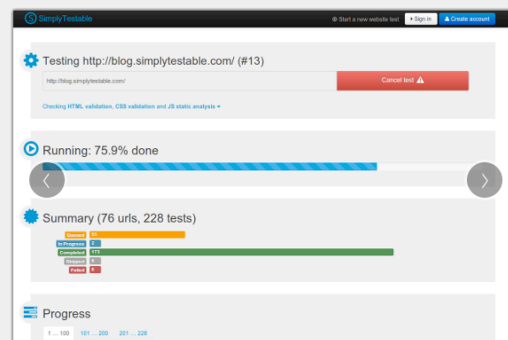 SimplyTestable
Start a new website test
Sign in
Create account
Testing http://blog.simplytestable.com/ (#13)
http://blog.simplytestable.com/
Cancel test
Checking HTML validation, CSS validation and JS static analysis
Running: 75.9% done
Summary (76 urls, 228 tests)
Queued
In Progress 2
Completed 173
Skipped
Failed
Progress
1 ... 100
101 ... 200
201 ... 228